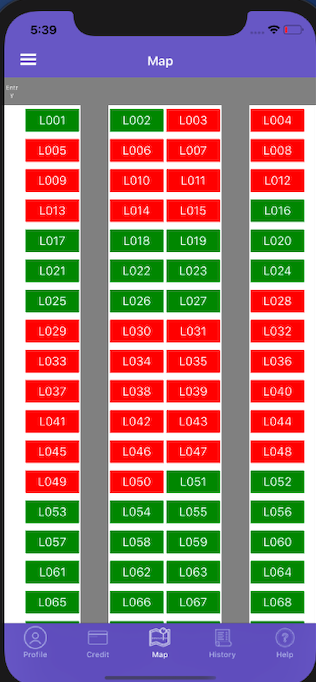 5:39
Map
Entr
y
L001 L002 L003 L004
L005 L006 L007 L008
L009 L010 L011 L012
L013 L014 L015 L016
L017 L018 L019 L020
L021 L022 L023 L024
L025 L026 L027 L028
L029 L030 L031 L032
L033 L034 L035 L036
L037 L038 L039 L040
L041 L042 L043 L044
L045 L046 L047 L048
L049 L050 L051 L052
L053 L054 L055 L056
L057 L058 L059 L060
L061 L062 L063 L064
L065 L066 L067 L068
Profile Credit Map History Help